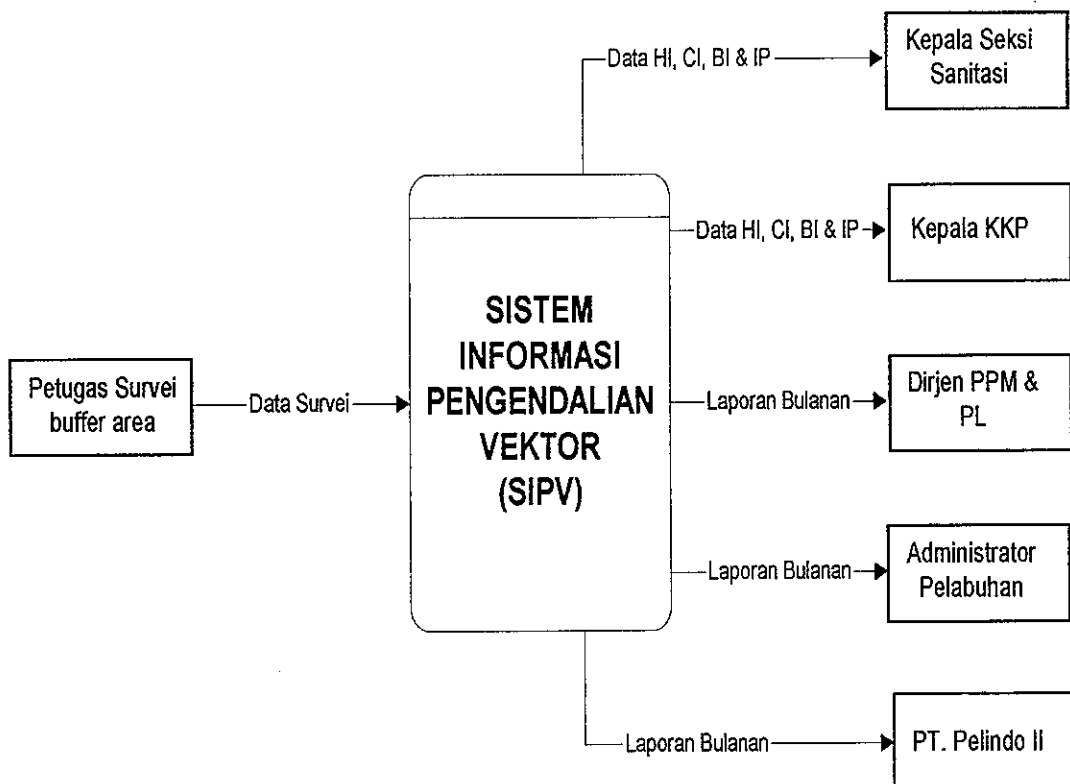 Data HI, CI, BI & IP
Kepala Seksi
Sanitasi
Data HI, CI, BI & IP
Kepala KKP
SISTEM
INFORMASI
PENGENDALIAN
VEKTOR
(SIPV)
Petugas Survei
buffer area
Data Survei
Laporan Bulanan
Dirjen PPM &
PL
Laporan Bulanan
Administrator
Pelabuhan
Laporan Bulanan
PT. Pelindo II